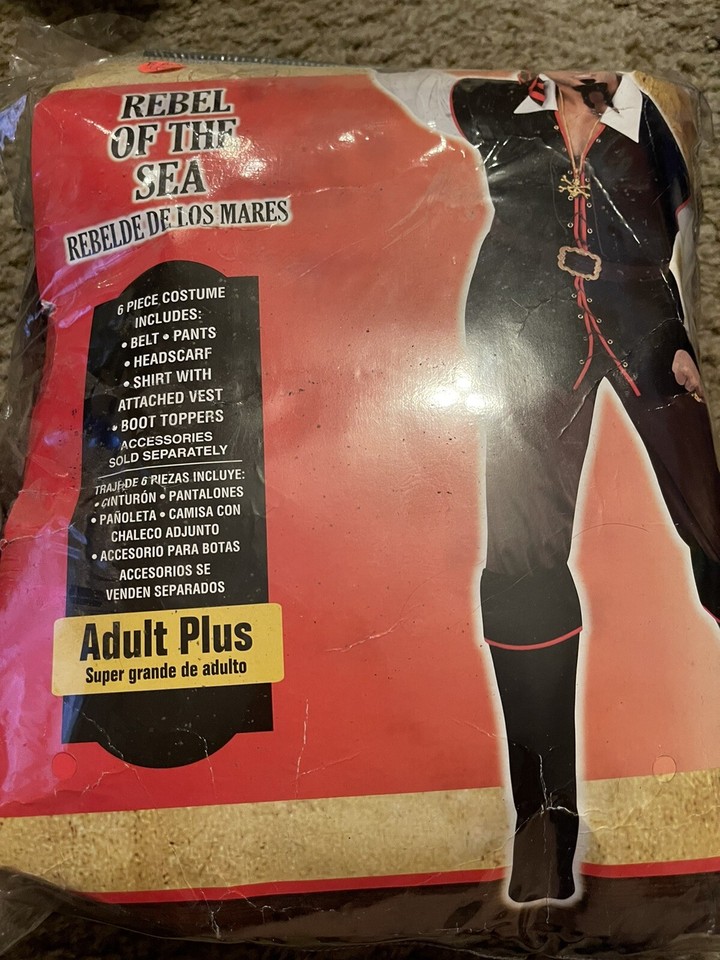 REBEL
OF THE
SEA
REBELDE DE LOS MARES
6 PIECE COSTUME
INCLUDES:
• BELT • PANTS
• HEADSCARF
• SHIRT WITH
ATTACHED VEST
• BOOT TOPPERS
ACCESSORIES
SOLD SEPARATELY
TRAJE DE 6 PIEZAS INCLUYE:
• CINTURÓN • PANTALONES
• PAÑOLETA • CAMISA CON
CHALECO ADJUNTO
• ACCESORIO PARA BOTAS
ACCESORIOS SE
VENDEN SEPARADOS
Adult Plus
Super grande de adulto